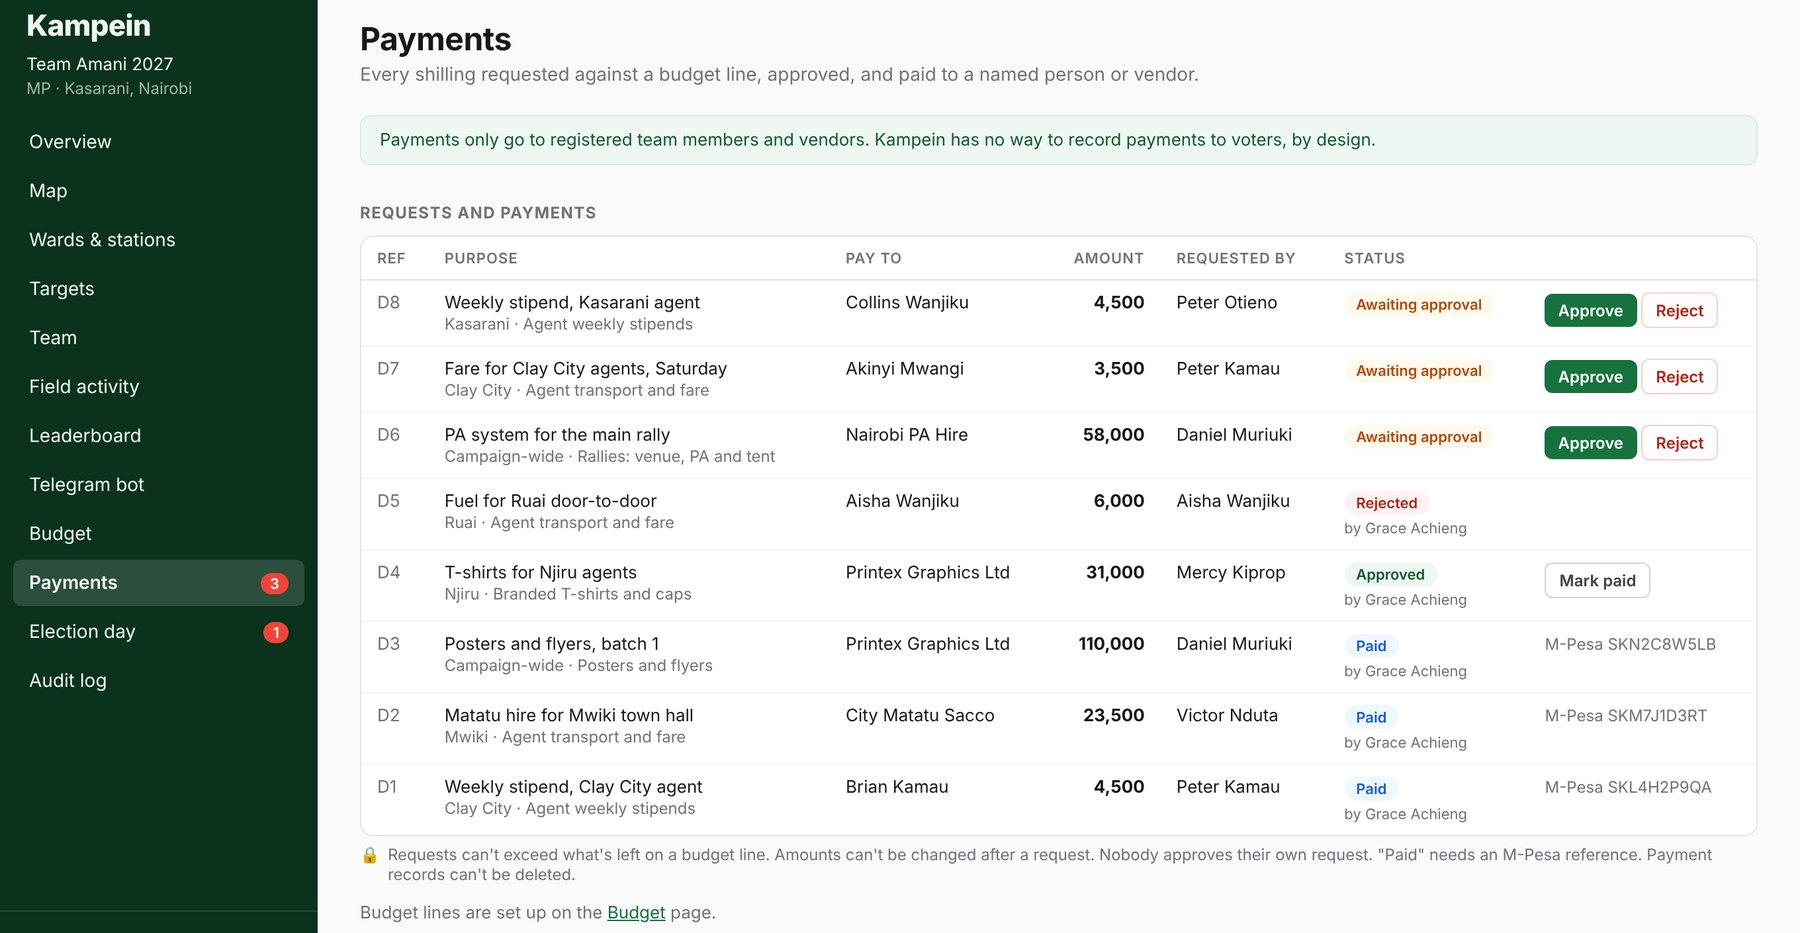 Kampein
Team Amani 2027
MP · Kasarani, Nairobi
Overview
Map
Wards & stations
Targets
Team
Field activity
Leaderboard
Telegram bot
Budget
Payments 3
Election day 1
Audit log
Payments
Every shilling requested against a budget line, approved, and paid to a named person or vendor.
Payments only go to registered team members and vendors. Kampein has no way to record payments to voters, by design.
REQUESTS AND PAYMENTS
REF PURPOSE PAY TO AMOUNT REQUESTED BY STATUS
D8 Weekly stipend, Kasarani agent Collins Wanjiku 4,500 Peter Otieno Awaiting approval Approve Reject
Kasarani · Agent weekly stipends
D7 Fare for Clay City agents, Saturday Akinyi Mwangi 3,500 Peter Kamau Awaiting approval Approve Reject
Clay City · Agent transport and fare
D6 PA system for the main rally Nairobi PA Hire 58,000 Daniel Muriuki Awaiting approval Approve Reject
Campaign-wide · Rallies: venue, PA and tent
D5 Fuel for Ruai door-to-door Aisha Wanjiku 6,000 Aisha Wanjiku Rejected
Ruai · Agent transport and fare by Grace Achieng
D4 T-shirts for Njiru agents Printex Graphics Ltd 31,000 Mercy Kiprop Approved Mark paid
Njiru · Branded T-shirts and caps by Grace Achieng
D3 Posters and flyers, batch 1 Printex Graphics Ltd 110,000 Daniel Muriuki Paid M-Pesa SKN2C8W5LB
Campaign-wide · Posters and flyers by Grace Achieng
D2 Matatu hire for Mwiki town hall City Matatu Sacco 23,500 Victor Nduta Paid M-Pesa SKM7J1D3RT
Mwiki · Agent transport and fare by Grace Achieng
D1 Weekly stipend, Clay City agent Brian Kamau 4,500 Peter Kamau Paid M-Pesa SKL4H2P9QA
Clay City · Agent weekly stipends by Grace Achieng
Requests can't exceed what's left on a budget line. Amounts can't be changed after a request. Nobody approves their own request. "Paid" needs an M-Pesa reference. Payment
records can't be deleted.
Budget lines are set up on the Budget page.